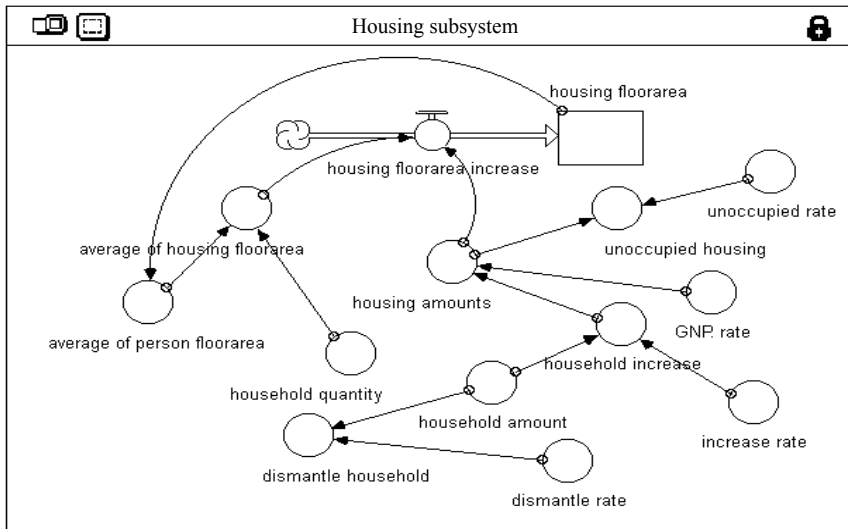 Housing subsystem
housing floorarea
housing floorarea increase
unoccupied rate
average of housing floorarea
unoccupied housing
housing amounts
GNP. rate
average of person floorarea
household increase
household quantity
household amount
increase rate
dismantle household
dismantle rate